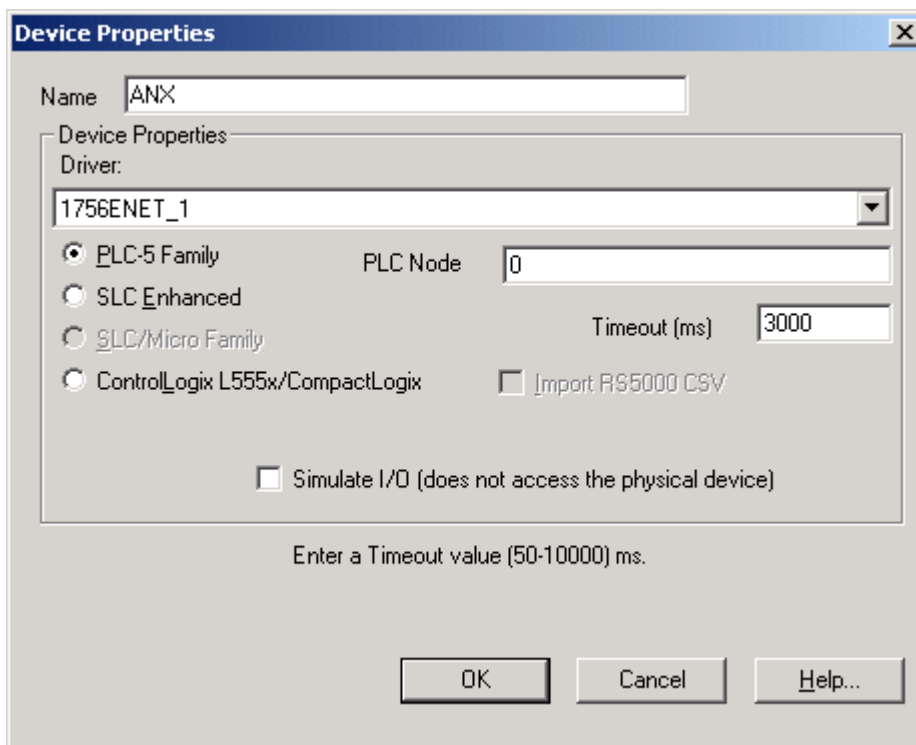 Device Properties
Name ANX
Device Properties
Driver:
1756ENET_1
PLC-5 Family
PLC Node 0
SLC Enhanced
Timeout (ms) 3000
SLC/Micro Family
ControlLogix L555x/CompactLogix
Import RS5000 CSV
Simulate I/O (does not access the physical device)
Enter a Timeout value (50-10000) ms.
OK Cancel Help...